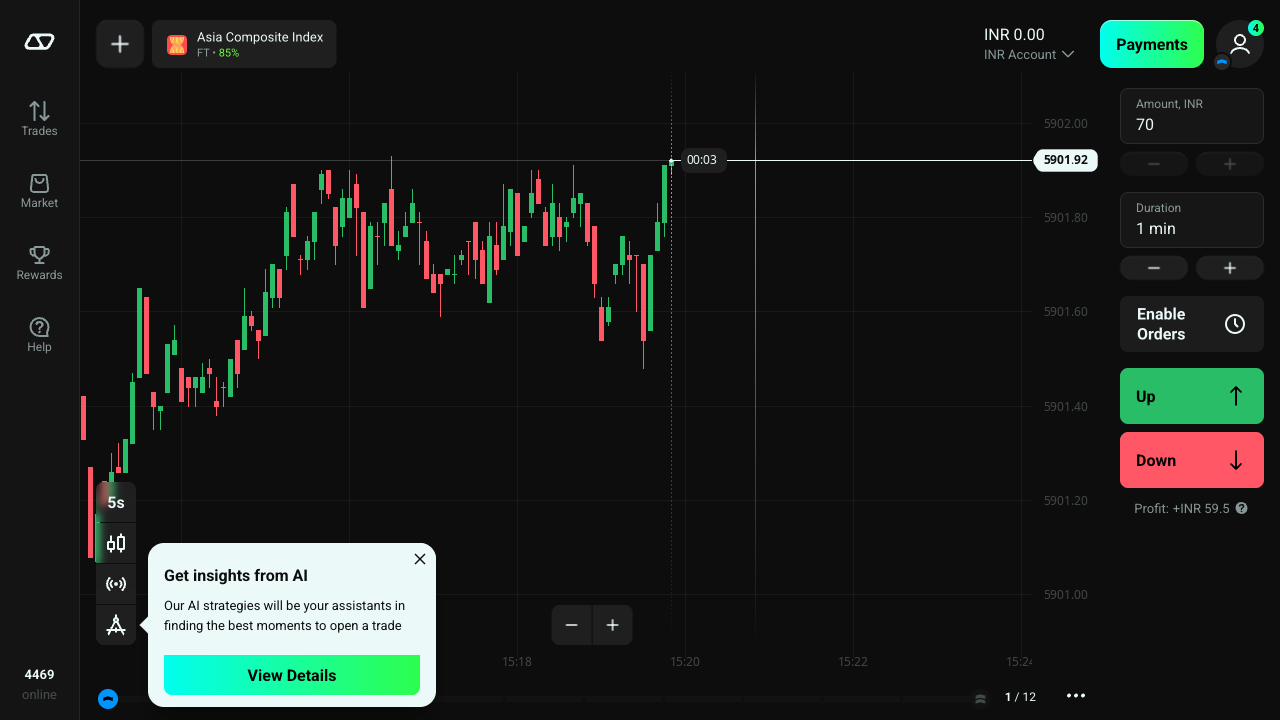 Asia Composite Index
FT • 85%
INR 0.00
INR Account
Payments
4
Trades
Market
Rewards
Help
4469
online
5902.00
5901.92
5901.80
5901.60
5901.40
5901.20
5901.00
00:03
Amount, INR
70
Duration
1 min
Enable
Orders
Up
Down
Profit: +INR 59.5
5s
Get insights from AI
Our AI strategies will be your assistants in
finding the best moments to open a trade
View Details
15:18
15:20
15:22
15:24
1 / 12